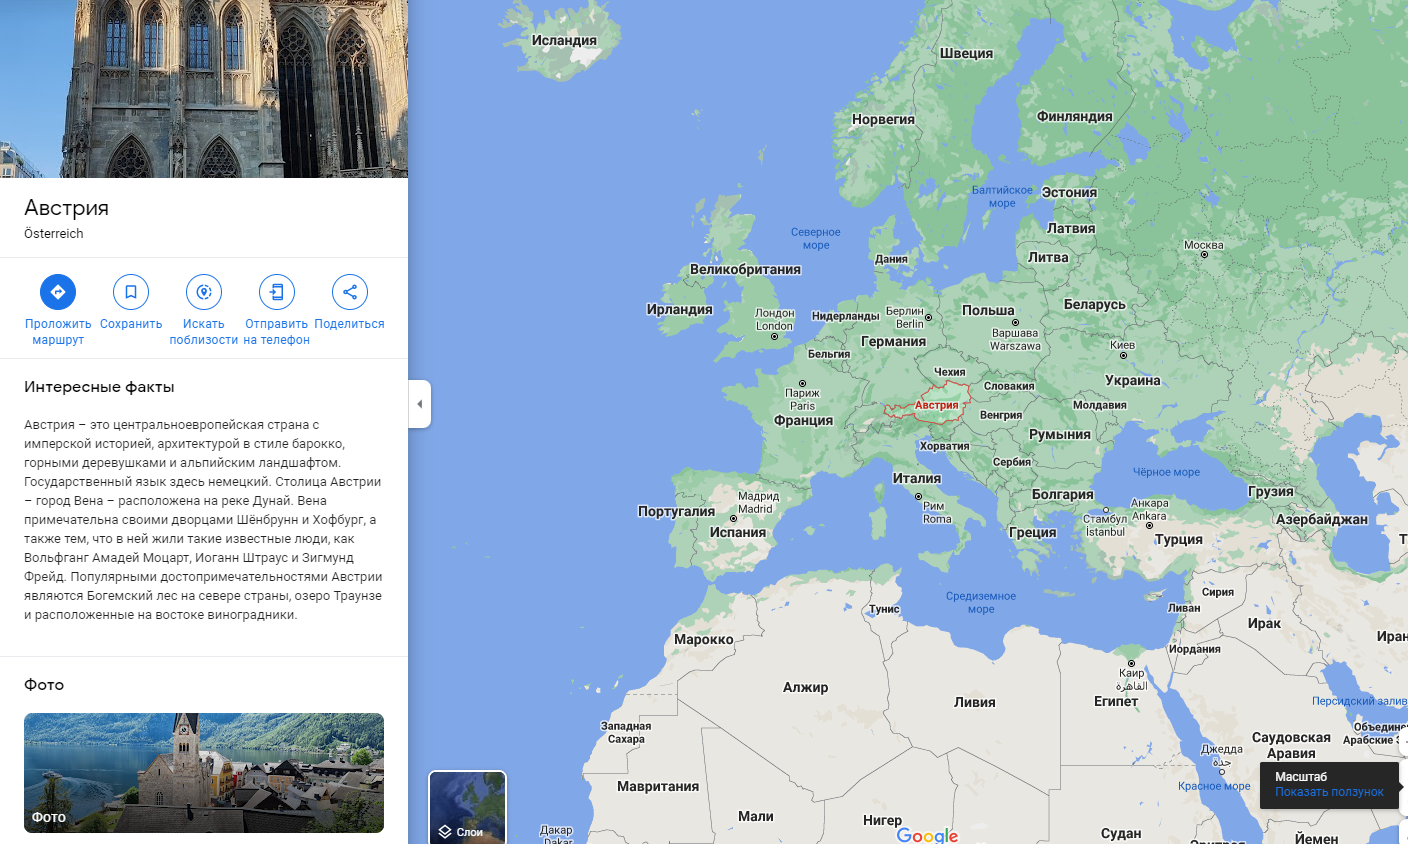 Австрия
Österreich
Проложить маршрут
Сохранить
Искать поблизости
Отправить на телефон
Поделиться
Интересные факты
Австрия – это центральноевропейская страна с
имперской историей, архитектурой в стиле барокко,
горными деревушками и альпийским ландшафтом.
Государственный язык здесь немецкий. Столица Австрии
– город Вена – расположена на реке Дунай. Вена
примечательна своими дворцами Шёнбрунн и Хофбург, а
также тем, что в ней жили такие известные люди, как
Вольфганг Амадей Моцарт, Иоганн Штраус и Зигмунд
Фрейд. Популярными достопримечательностями Австрии
являются Богемский лес на севере страны, озеро Траунзе
и расположенные на востоке виноградники.
Фото
Фото
Слои
Исландия
Швеция
Норвегия
Финляндия
Балтийское
море
Эстония
Северное
море
Латвия
Москва
Дания
Литва
Великобритания
Беларусь
Ирландия
Лондон
London
Нидерланды
Берлин
Berlin
Польша
Варшава
Warszawa
Германия
Бельгия
Киев
Чехия
Словакия
Украина
Париж
Paris
Австрия
Молдавия
Венгрия
Франция
Румыния
Хорватия
Сербия
Чёрное море
Италия
Мадрид
Madrid
Болгария
Грузия
Португалия
Рим
Roma
Стамбул
İstanbul
Анкара
Ankara
Азербайджан
Испания
Греция
Турция
Т
Тунис
Средиземное
море
Сирия
Ливан
Ирак
Марокко
Иран
Иордания
Каир
القاهرة
Алжир
Ливия
Египет
Персидский залив
Западная
Сахара
Объедине
Арабские Э
Саудовская
Аравия
Джедда
جدة
Масштаб
Показать ползунок
Мавритания
Красное море
Мали
Нигер
Google
Дакар
Dakar
Судан
Эритрея
Йемен